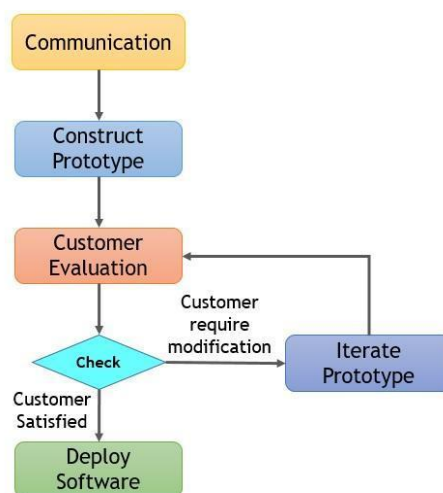 Communication
Construct
Prototype
Customer
Evaluation
Customer
require
modification
Check
Iterate
Prototype
Customer
Satisfied
Deploy
Software